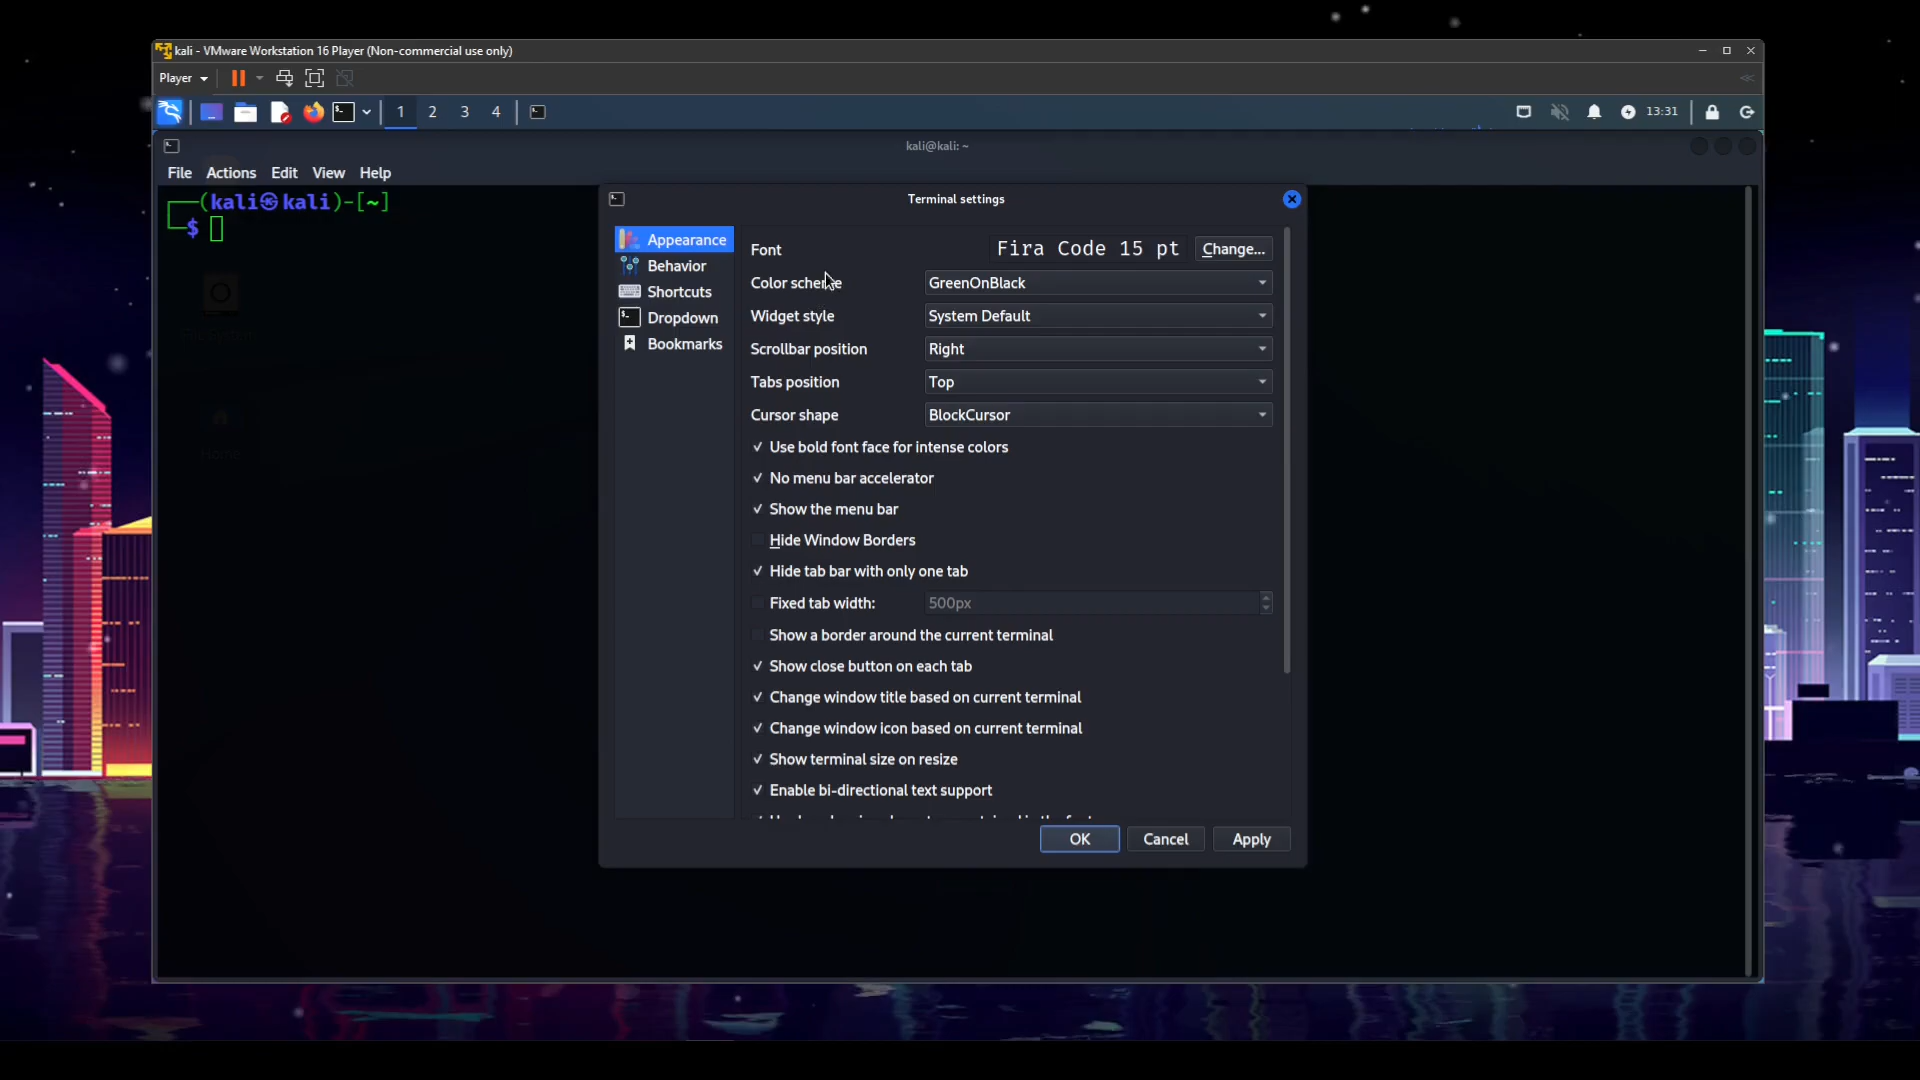 kali - VMware Workstation 16 Player (Non-commercial use only)
Player
1 2 3 4
13:31
kali@kali: ~
File Actions Edit View Help
┌──(kali㉿kali)-[~]
└─$
Terminal settings
Appearance
Behavior
Shortcuts
Dropdown
Bookmarks
Font Fira Code 15 pt Change...
Color scheme GreenOnBlack
Widget style System Default
Scrollbar position Right
Tabs position Top
Cursor shape BlockCursor
Use bold font face for intense colors
No menu bar accelerator
Show the menu bar
Hide Window Borders
Hide tab bar with only one tab
Fixed tab width: 500px
Show a border around the current terminal
Show close button on each tab
Change window title based on current terminal
Change window icon based on current terminal
Show terminal size on resize
Enable bi-directional text support
OK Cancel Apply
Home